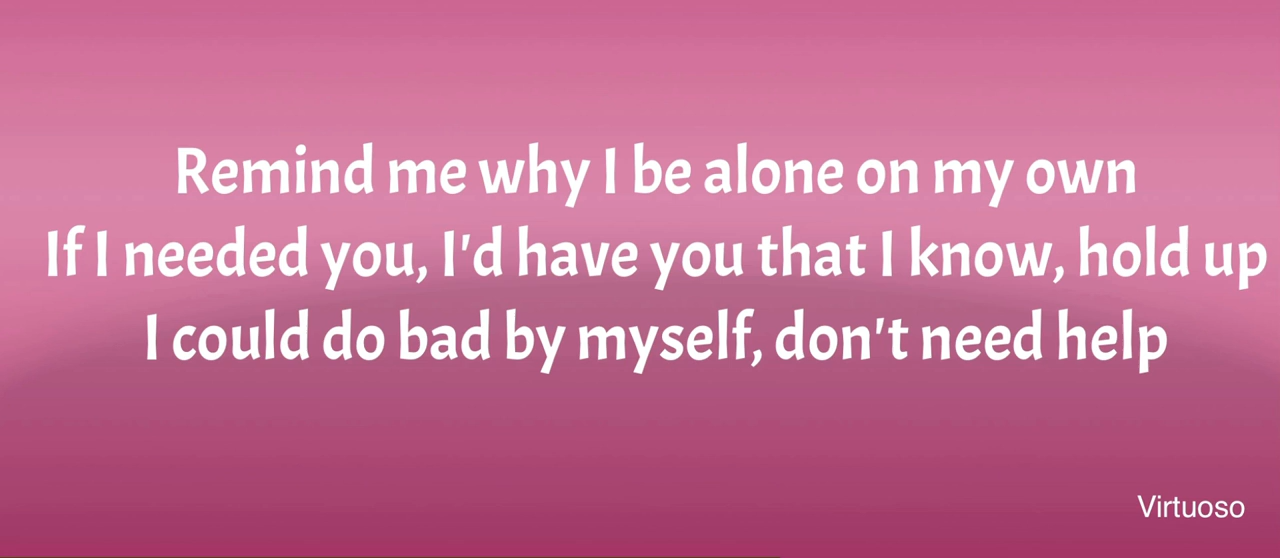 Remind me why I be alone on my own
If I needed you, I'd have you that I know, hold up
I could do bad by myself, don't need help
Virtuoso